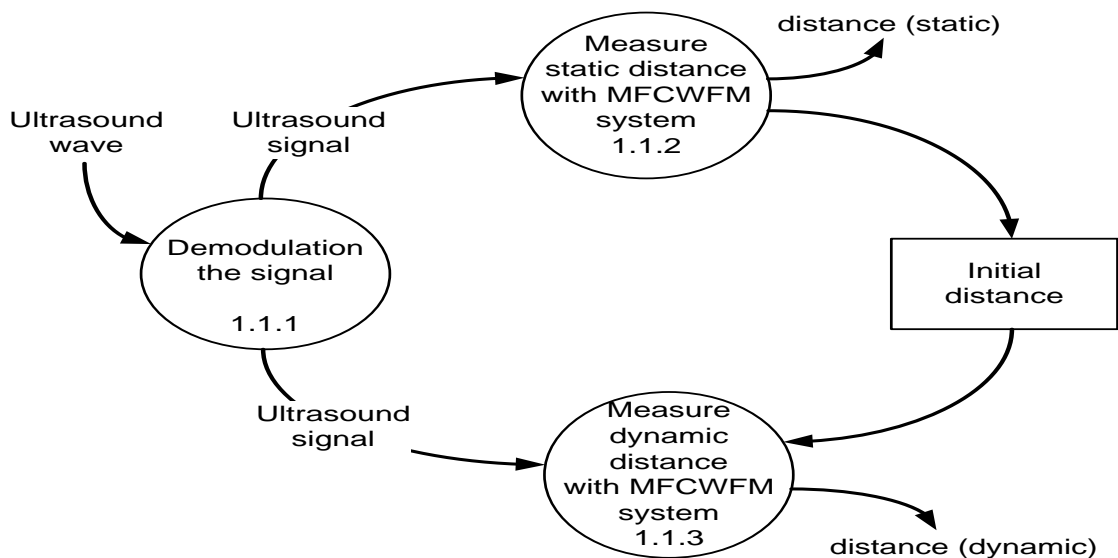 Ultrasound
wave
Ultrasound
signal
Measure
static distance
with MFCWFM
system
1.1.2
distance (static)
Demodulation
the signal
1.1.1
Initial
distance
Ultrasound
signal
Measure
dynamic
distance
with MFCWFM
system
1.1.3
distance (dynamic)